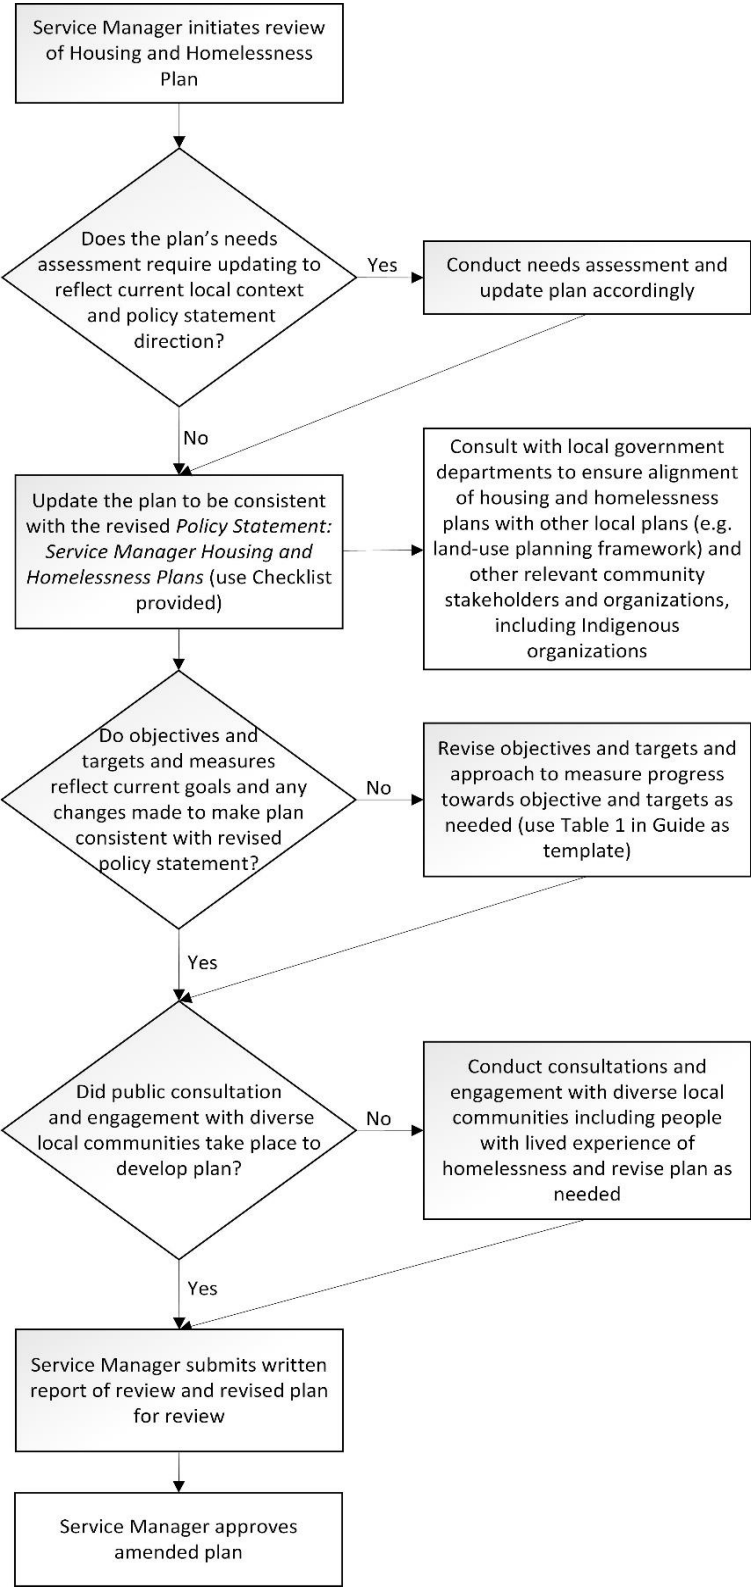 Service Manager initiates review
of Housing and Homelessness
Plan
Does the plan’s needs
assessment require updating to
reflect current local context
and policy statement
direction?
Yes
Conduct needs assessment and
update plan accordingly
No
Update the plan to be consistent
with the revised Policy Statement:
Service Manager Housing and
Homelessness Plans (use Checklist
provided)
Consult with local government
departments to ensure alignment
of housing and homelessness
plans with other local plans (e.g.
land-use planning framework) and
other relevant community
stakeholders and organizations,
including Indigenous
organizations
Do objectives and
targets and measures
reflect current goals and any
changes made to make plan
consistent with revised
policy statement?
No
Revise objectives and targets and
approach to measure progress
towards objective and targets as
needed (use Table 1 in Guide as
template)
Yes
Did public consultation
and engagement with diverse
local communities take place to
develop plan?
No
Conduct consultations and
engagement with diverse local
communities including people
with lived experience of
homelessness and revise plan as
needed
Yes
Service Manager submits written
report of review and revised plan
for review
Service Manager approves
amended plan